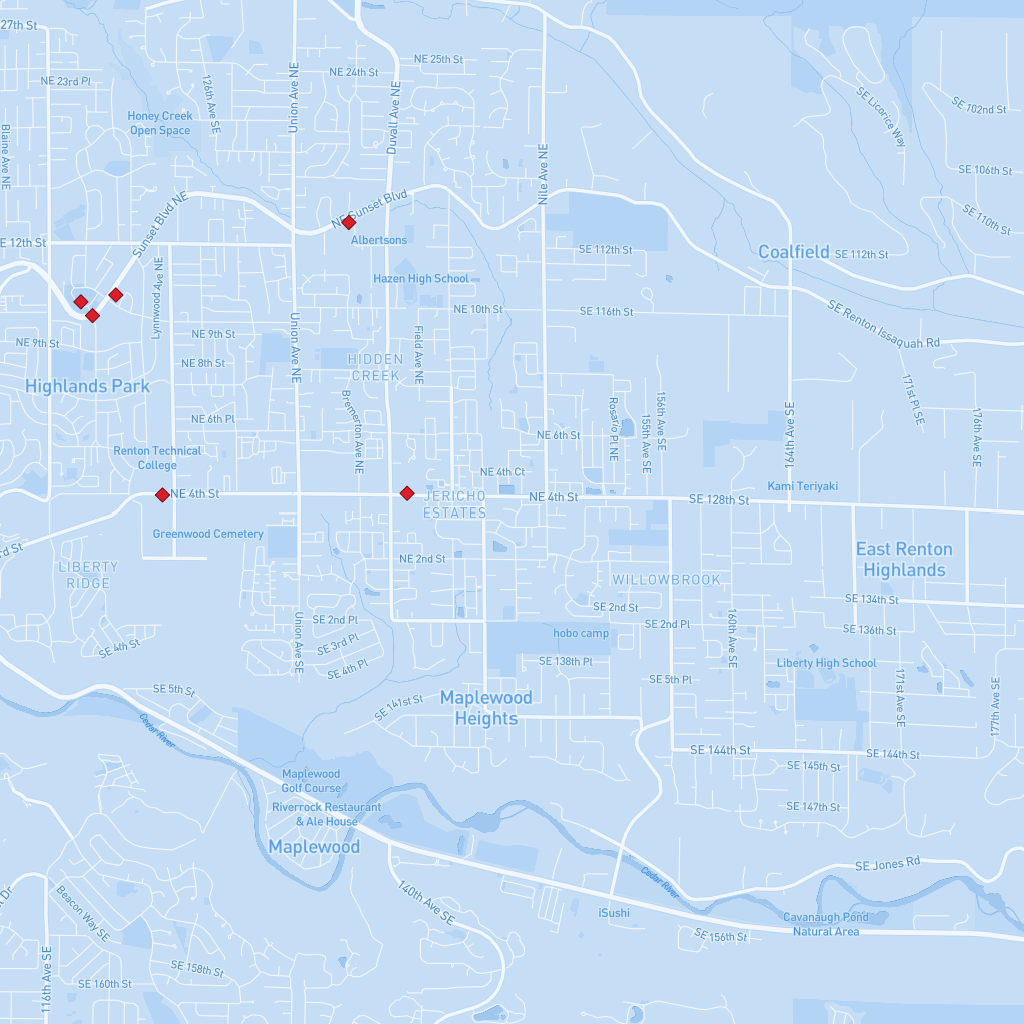 27th St
NE 23rd Pl
126th Ave SE
NE 24th St
NE 25th St
Union Ave NE
Duvall Ave NE
Honey Creek
Open Space
Blaine Ave NE
Nile Ave NE
SE Licorice Way
SE 102nd St
SE 106th St
SE 110th St
Sunset Blvd NE
NE Sunset Blvd
Albertsons
SE 12th St
SE 112th St
Coalfield
SE 112th St
Lynnwood Ave NE
Hazen High School
NE 10th St
SE 116th St
SE Renton Issaquah Rd
NE 9th St
NE 9th St
Union Ave NE
Field Ave NE
NE 8th St
HIDDEN
CREEK
Highlands Park
171st Pl SE
Bremerton Ave NE
Rosario Pl NE
155th Ave SE
156th Ave SE
164th Ave SE
176th Ave SE
NE 6th Pl
NE 6th St
Renton Technical
College
NE 4th Ct
Kami Teriyaki
NE 4th St
JERICHO
ESTATES
NE 4th St
SE 128th St
Greenwood Cemetery
rd St
NE 2nd St
East Renton
Highlands
LIBERTY
RIDGE
WILLOWBROOK
SE 134th St
SE 2nd St
SE 2nd Pl
SE 2nd Pl
Union Ave SE
160th Ave SE
SE 136th St
hobo camp
SE 3rd Pl
SE 4th St
SE 4th Pl
SE 138th Pl
Liberty High School
SE 5th Pl
171st Ave SE
177th Ave SE
SE 5th St
SE 141st St
Maplewood
Heights
Cedar River
SE 144th St
SE 144th St
SE 145th St
Maplewood
Golf Course
SE 147th St
Riverrock Restaurant
& Ale House
Maplewood
SE Jones Rd
Cedar River
140th Ave SE
Beacon Way SE
t Dr
iSushi
Cavanaugh Pond
Natural Area
SE 156th St
116th Ave SE
SE 158th St
SE 160th St